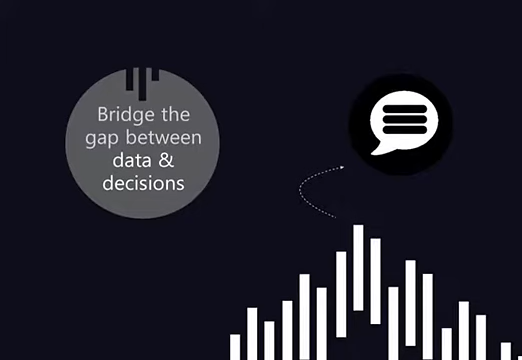 Bridge the
gap between
data &
decisions